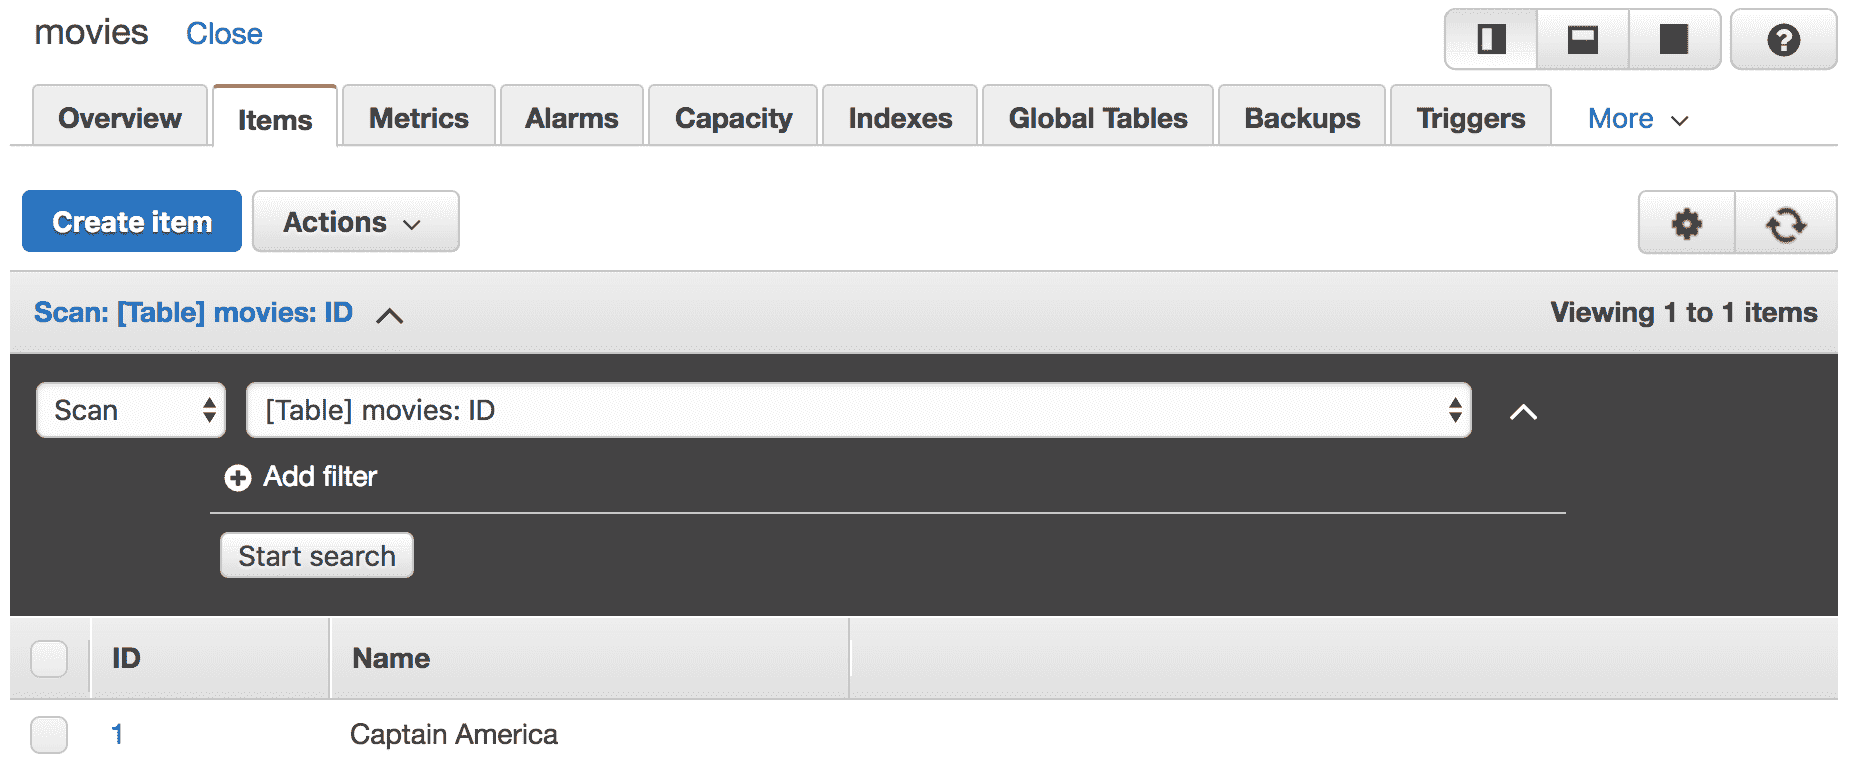 movies Close
Overview Items Metrics Alarms Capacity Indexes Global Tables Backups Triggers More
Create item Actions
Scan: [Table] movies: ID Viewing 1 to 1 items
Scan [Table] movies: ID
Add filter
Start search
ID Name
1 Captain America